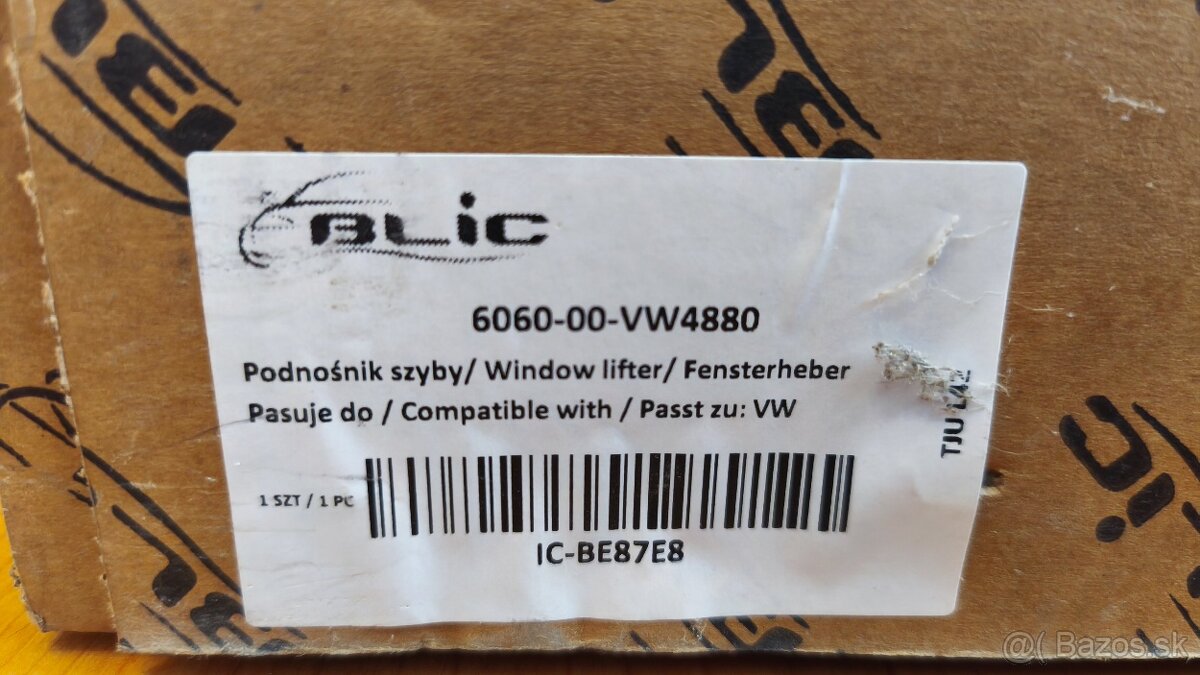 BLiC
6060-00-VW4880
Podnośnik szyby/ Window lifter/ Fensterheber
Pasuje do / Compatible with / Passt zu: VW
1 SZT / 1 PC
IC-BE87E8
TJU
@( Bazos.sk